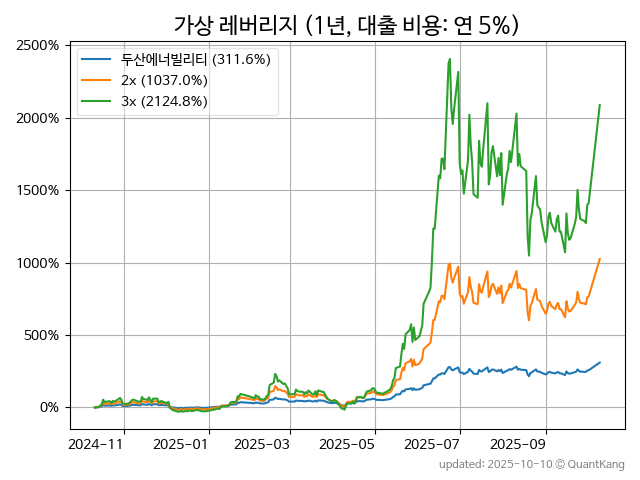 가상 레버리지 (1년, 대출 비용: 연 5%)
두산에너빌리티 (311.6%)
2x (1037.0%)
3x (2124.8%)
2500%
2000%
1500%
1000%
500%
0%
2024-11 2025-01 2025-03 2025-05 2025-07 2025-09
updated: 2025-10-10 © QuantKang